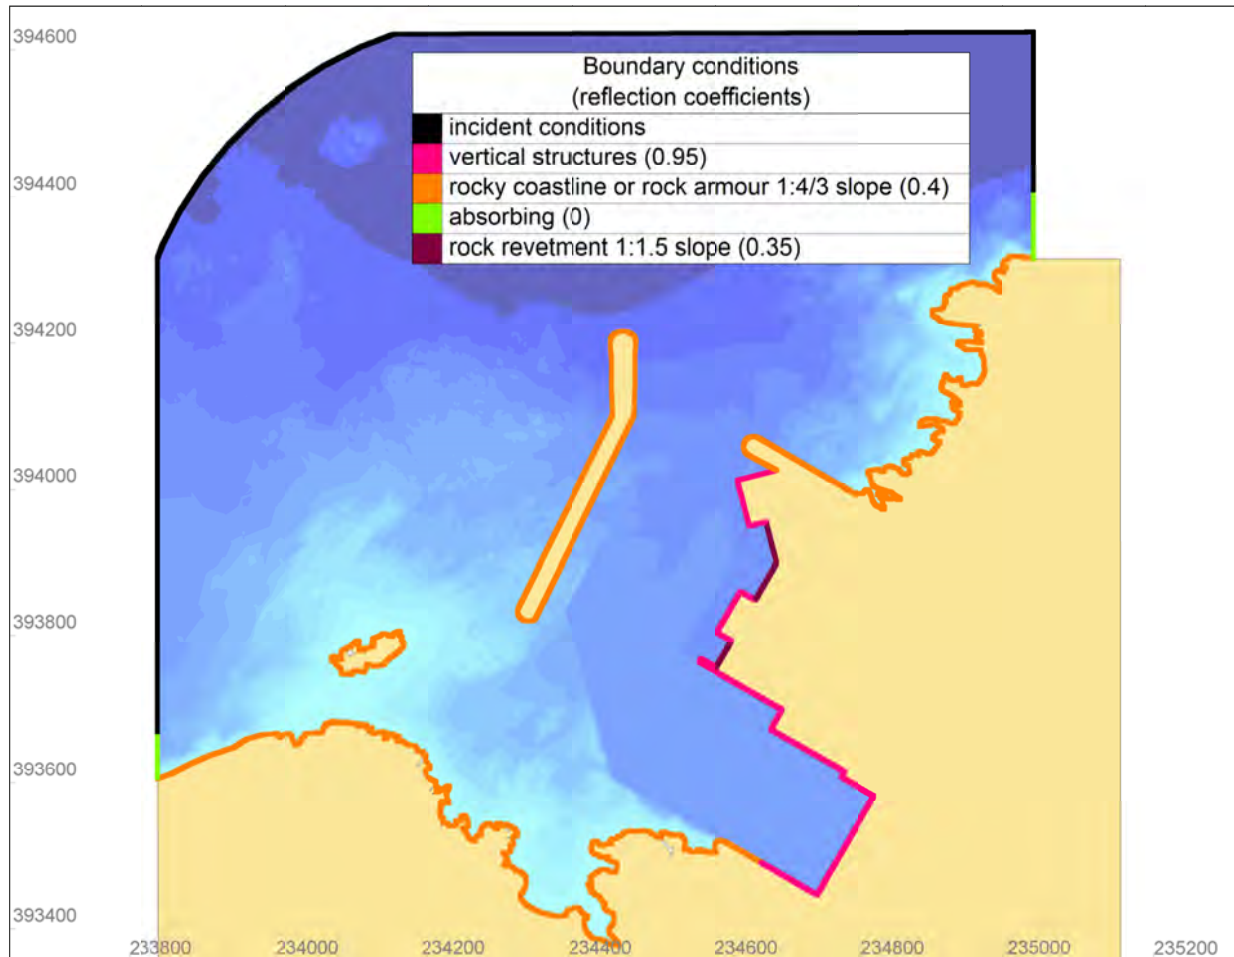 394600
Boundary conditions
(reflection coefficients)
incident conditions
vertical structures (0.95)
394400
rocky coastline or rock armour 1:4/3 slope (0.4)
absorbing (0)
rock revetment 1:1.5 slope (0.35)
394200
394000
393800
393600
393400
233800 234000 234200 234400 234600 234800 235000 235200